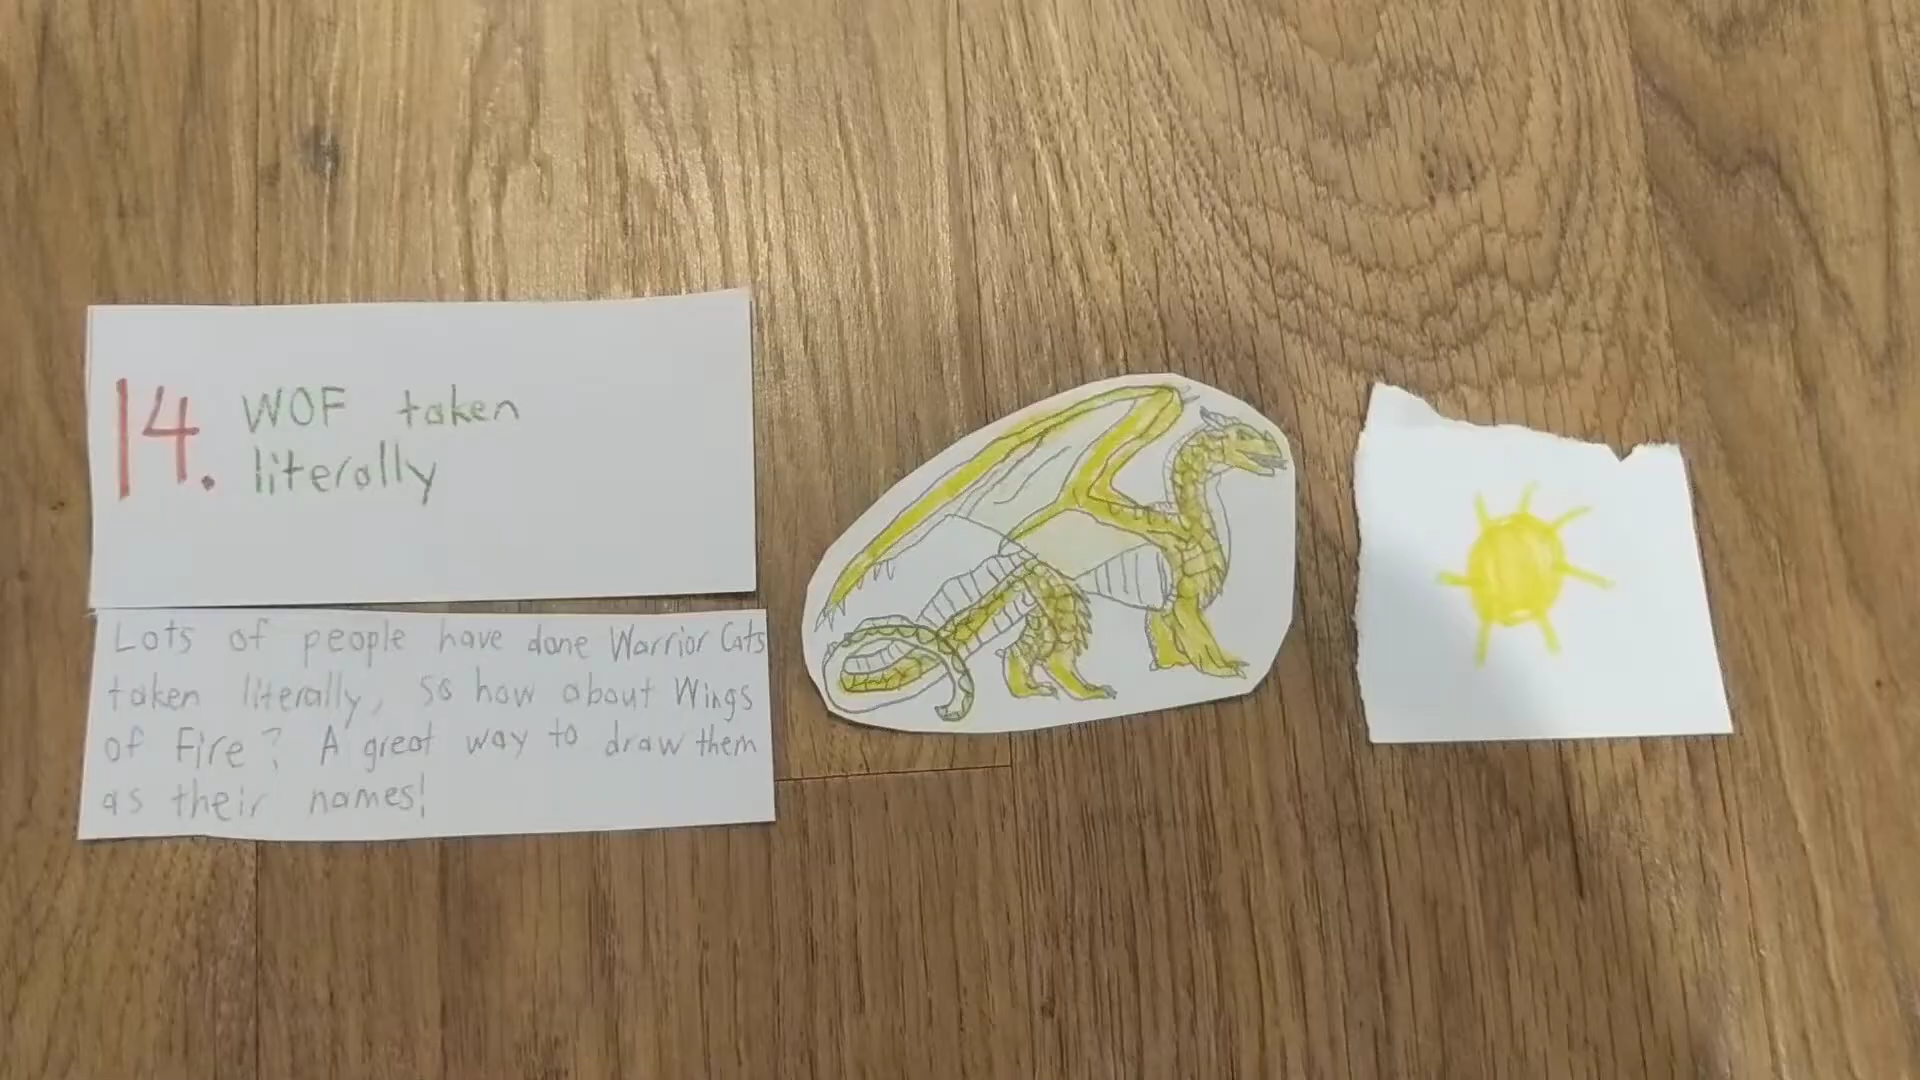 14. WOF taken
literally
Lots of people have done Warrior Cats
taken literally, so how about Wings
of Fire? A great way to draw them
as their names!